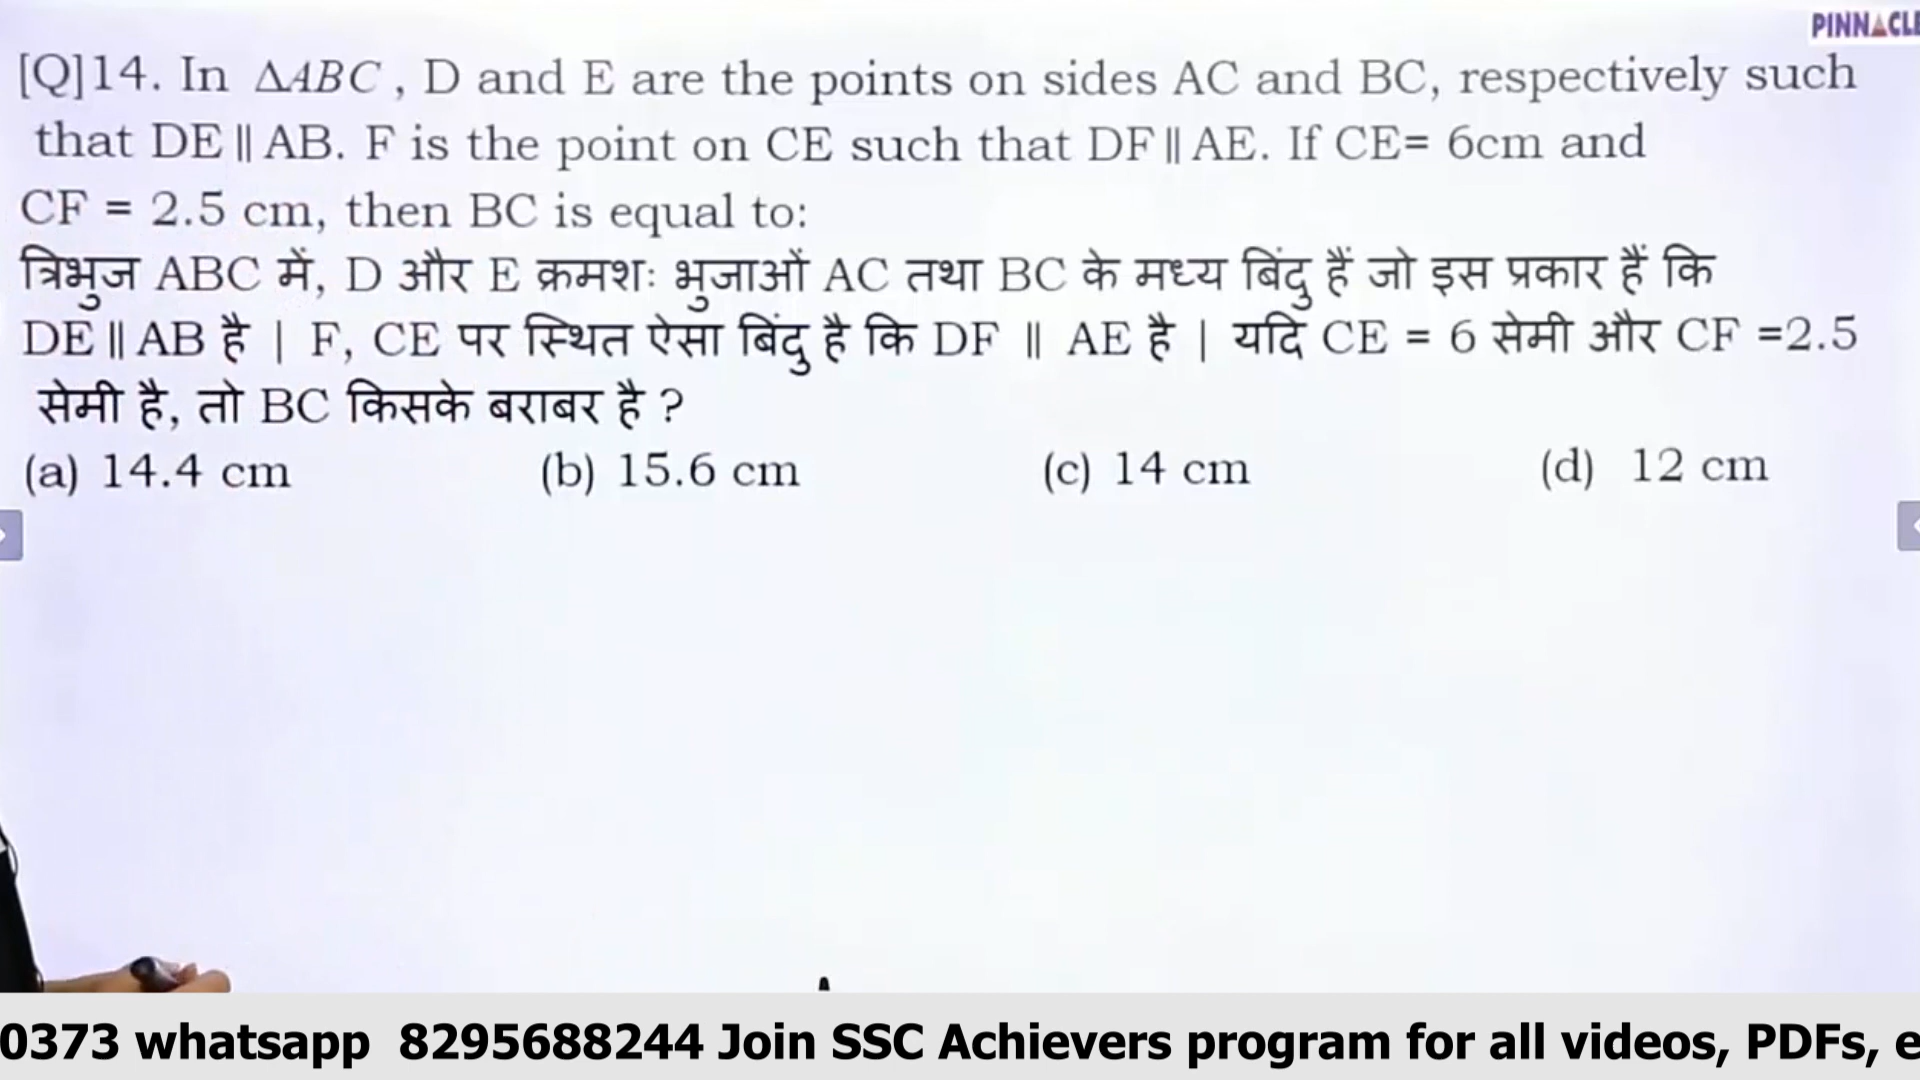 PINNACLE
[Q]14. In ΔABC , D and E are the points on sides AC and BC, respectively such
that DE || AB. F is the point on CE such that DF || AE. If CE= 6cm and
CF = 2.5 cm, then BC is equal to:
त्रिभुज ABC में, D और E क्रमशः भुजाओं AC तथा BC के मध्य बिंदु हैं जो इस प्रकार हैं कि
DE || AB है | F, CE पर स्थित ऐसा बिंदु है कि DF || AE है | यदि CE = 6 सेमी और CF =2.5
सेमी है, तो BC किसके बराबर है ?
(a) 14.4 cm (b) 15.6 cm (c) 14 cm (d) 12 cm
0373 whatsapp 8295688244 Join SSC Achievers program for all videos, PDFs, e